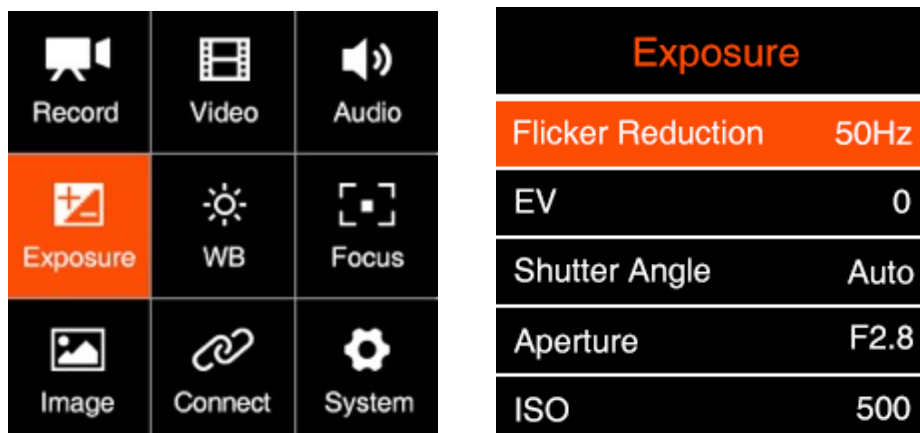 Record Video Audio
Exposure WB Focus
Image Connect System
Exposure
Flicker Reduction 50Hz
EV 0
Shutter Angle Auto
Aperture F2.8
ISO 500